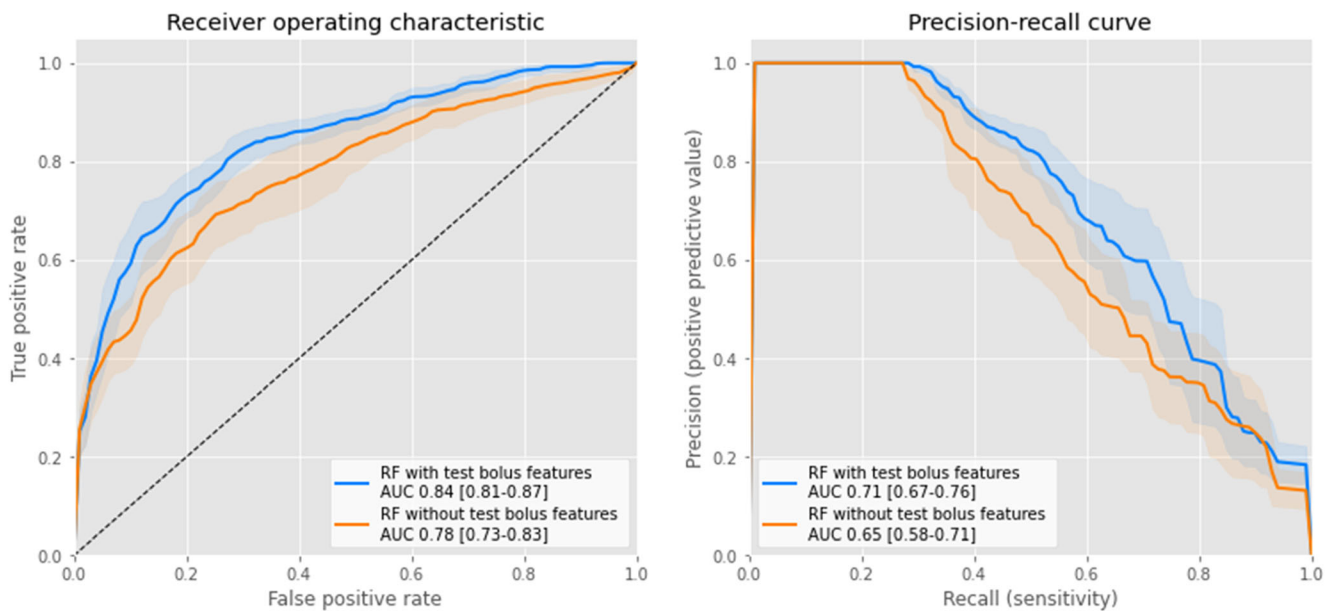 Receiver operating characteristic
1.0
0.8
0.6
0.4
0.2
0.0
True positive rate
0.0 0.2 0.4 0.6 0.8 1.0
False positive rate
RF with test bolus features
AUC 0.84 [0.81-0.87]
RF without test bolus features
AUC 0.78 [0.73-0.83]
Precision-recall curve
1.0
0.8
0.6
0.4
0.2
0.0
Precision (positive predictive value)
0.0 0.2 0.4 0.6 0.8 1.0
Recall (sensitivity)
RF with test bolus features
AUC 0.71 [0.67-0.76]
RF without test bolus features
AUC 0.65 [0.58-0.71]